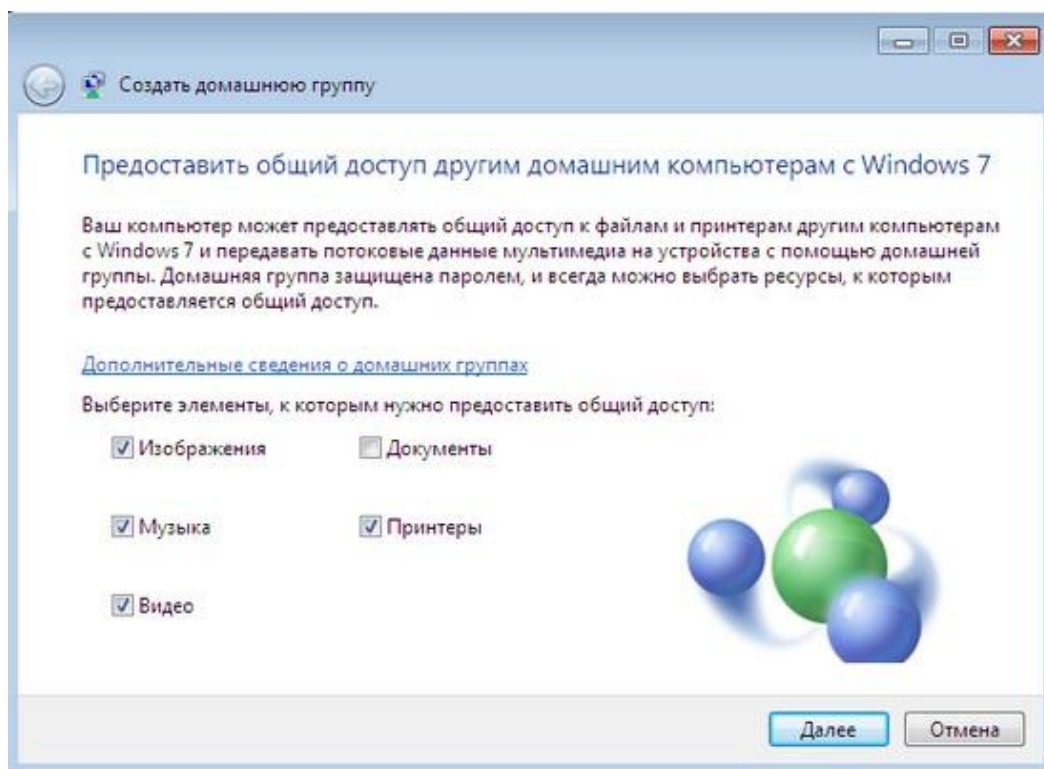 Создать домашнюю группу
Предоставить общий доступ другим домашним компьютерам с Windows 7
Ваш компьютер может предоставлять общий доступ к файлам и принтерам другим компьютерам
с Windows 7 и передавать потоковые данные мультимедиа на устройства с помощью домашней
группы. Домашняя группа защищена паролем, и всегда можно выбрать ресурсы, к которым
предоставляется общий доступ.
Дополнительные сведения о домашних группах
Выберите элементы, к которым нужно предоставить общий доступ:
Изображения Документы
Музыка Принтеры
Видео
Далее Отмена